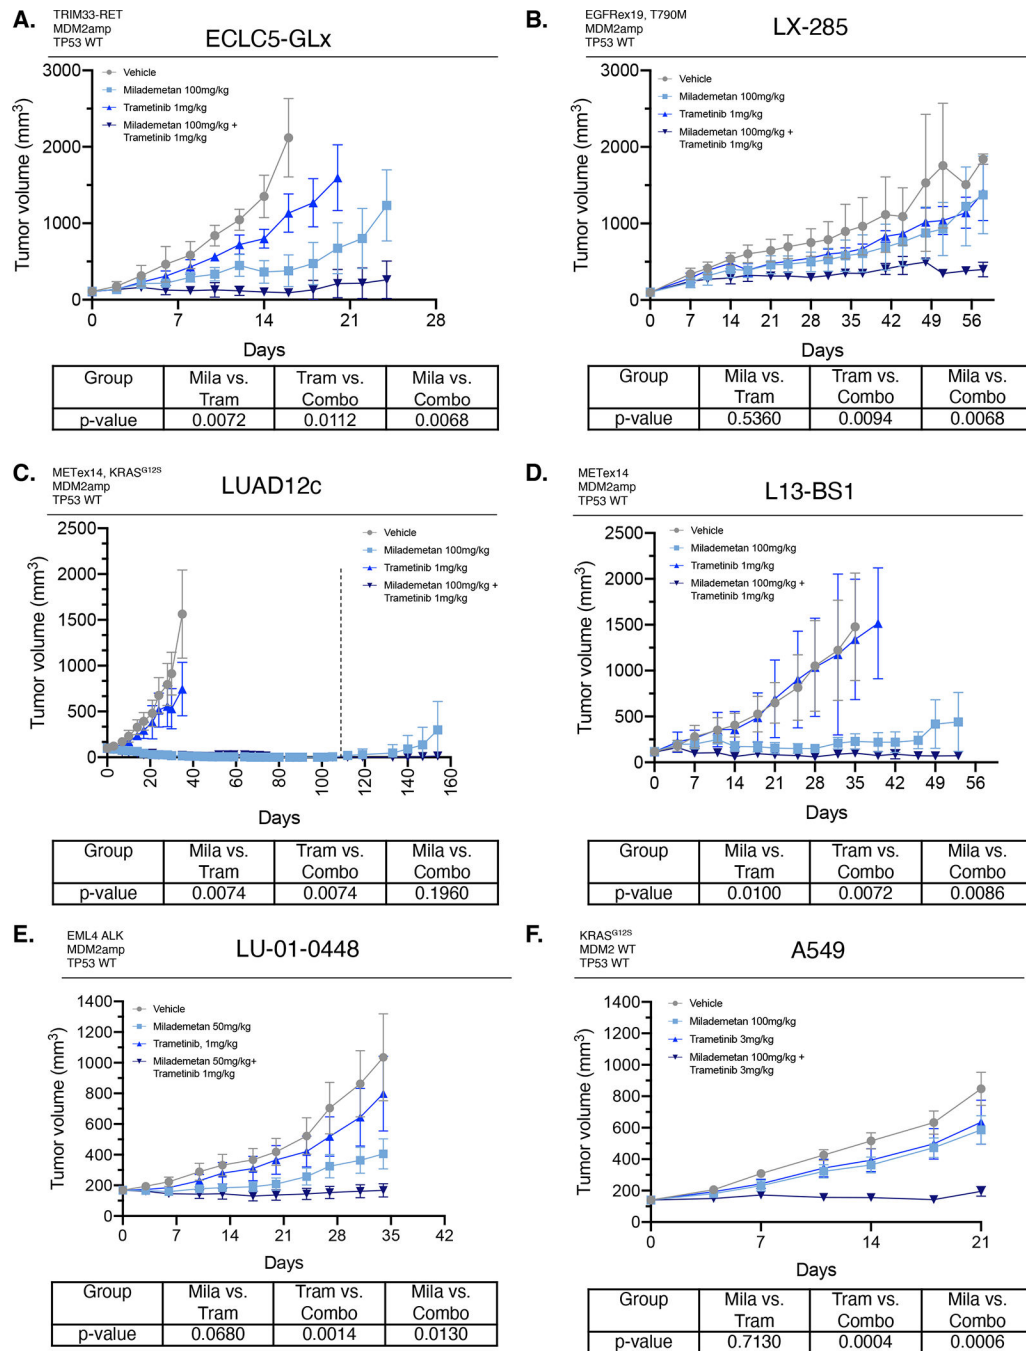 A.
TRIM33-RET
MDM2amp
TP53 WT
ECLC5-GLx
Vehicle
Milademetan 100mg/kg
Trametinib 1mg/kg
Milademetan 100mg/kg +
Trametinib 1mg/kg
Tumor volume (mm³)
3000
2000
1000
0
0 7 14 21 28
Days
Group Mila vs. Tram vs. Mila vs.
Tram Combo Combo
p-value 0.0072 0.0112 0.0068
B.
EGFRex19, T790M
MDM2amp
TP53 WT
LX-285
Vehicle
Milademetan 100mg/kg
Trametinib 1mg/kg
Milademetan 100mg/kg +
Trametinib 1mg/kg
Tumor volume (mm³)
3000
2000
1000
0
0 7 14 21 28 35 42 49 56
Days
Group Mila vs. Tram vs. Mila vs.
Tram Combo Combo
p-value 0.5360 0.0094 0.0068
C.
METex14, KRASG12S
MDM2amp
TP53 WT
LUAD12c
Vehicle
Milademetan 100mg/kg
Trametinib 1mg/kg
Milademetan 100mg/kg +
Trametinib 1mg/kg
Tumor volume (mm³)
2500
2000
1500
1000
500
0
0 20 40 60 80 100 120 140 160
Days
Group Mila vs. Tram vs. Mila vs.
Tram Combo Combo
p-value 0.0074 0.0074 0.1960
D.
METex14
MDM2amp
TP53 WT
L13-BS1
Vehicle
Milademetan 100mg/kg
Trametinib 1mg/kg
Milademetan 100mg/kg +
Trametinib 1mg/kg
Tumor volume (mm³)
2500
2000
1500
1000
500
0
0 7 14 21 28 35 42 49 56
Days
Group Mila vs. Tram vs. Mila vs.
Tram Combo Combo
p-value 0.0100 0.0072 0.0086
E.
EML4 ALK
MDM2amp
TP53 WT
LU-01-0448
Vehicle
Milademetan 50mg/kg
Trametinib, 1mg/kg
Milademetan 50mg/kg+
Trametinib 1mg/kg
Tumor volume (mm³)
1400
1200
1000
800
600
400
200
0
0 7 14 21 28 35 42
Days
Group Mila vs. Tram vs. Mila vs.
Tram Combo Combo
p-value 0.0680 0.0014 0.0130
F.
KRASG12S
MDM2 WT
TP53 WT
A549
Vehicle
Milademetan 100mg/kg
Trametinib 3mg/kg
Milademetan 100mg/kg +
Trametinib 3mg/kg
Tumor volume (mm³)
1400
1200
1000
800
600
400
200
0
0 7 14 21
Days
Group Mila vs. Tram vs. Mila vs.
Tram Combo Combo
p-value 0.7130 0.0004 0.0006